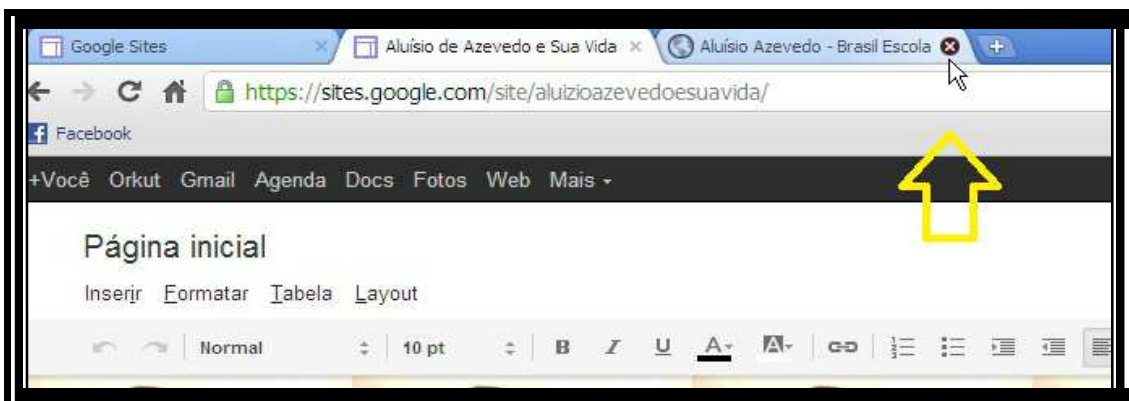 Google Sites Aluísio de Azevedo e Sua Vida Aluísio Azevedo - Brasil Escola
https://sites.google.com/site/aluizioazevedoesuavida/
Facebook
+Você Orkut Gmail Agenda Docs Fotos Web Mais
Página inicial
Inserir Formatar Tabela Layout
Normal 10 pt B I U A A